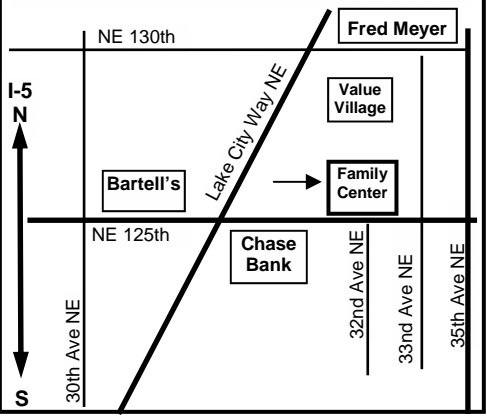 Fred Meyer
NE 130th
I-5
N
Lake City Way NE
Value
Village
Bartell's
Family
Center
NE 125th
Chase
Bank
30th Ave NE
32nd Ave NE
33nd Ave NE
35th Ave NE
S